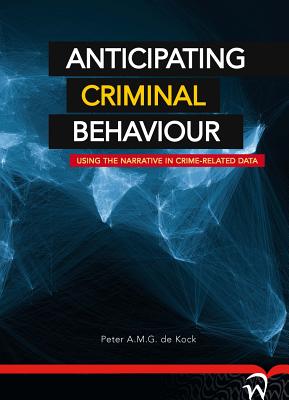 ANTICIPATING
CRIMINAL
BEHAVIOUR
USING THE NARRATIVE IN CRIME-RELATED DATA
Peter A.M.G. de Kock